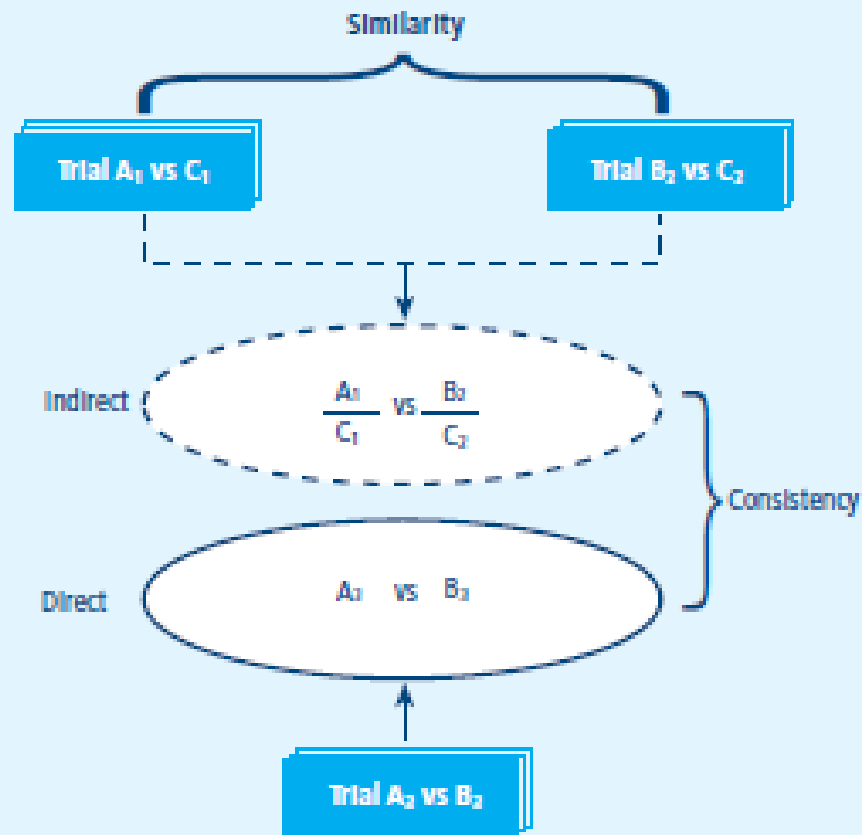 Similarity
Trial A₁ vs C₁
Trial B₂ vs C₂
Indirect
A₁ vs B₂
C₁ C₂
Consistency
Direct
A₃ vs B₃
Trial A₃ vs B₃